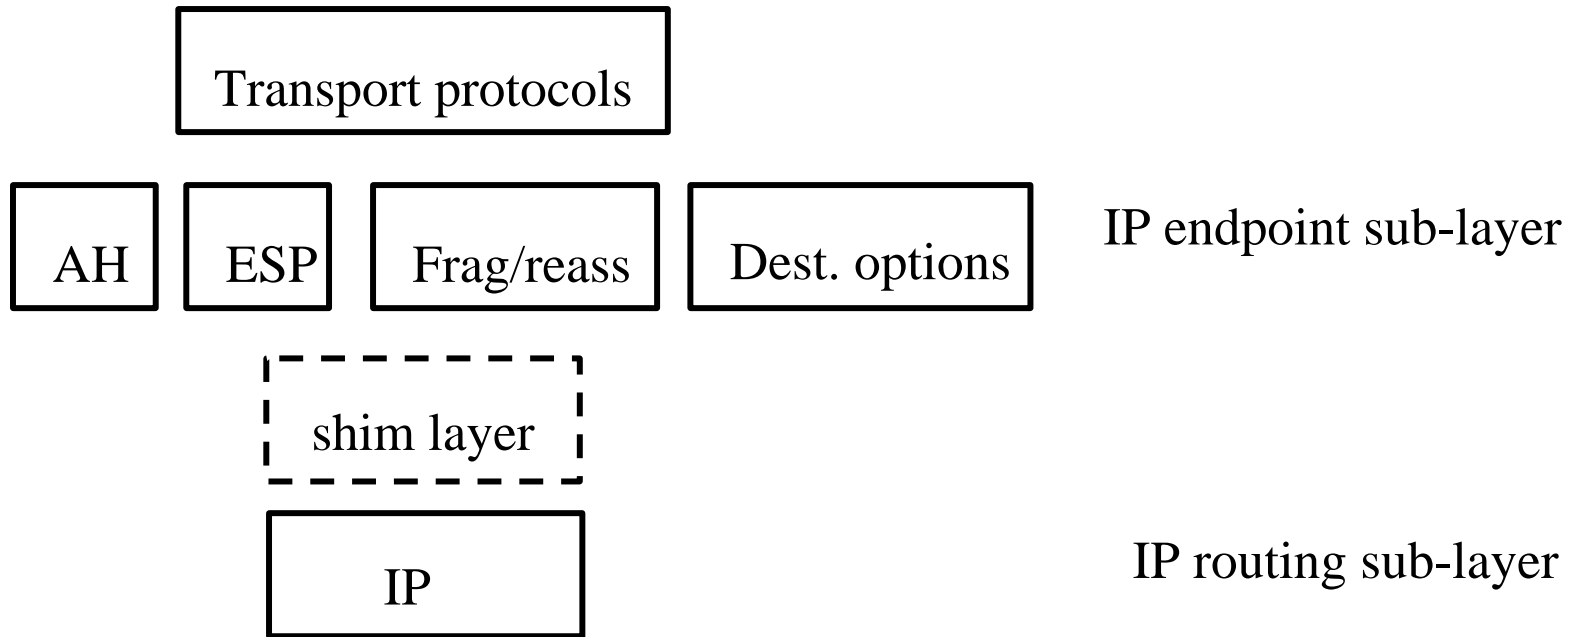 Transport protocols
AH
ESP
Frag/reass
Dest. options
IP endpoint sub-layer
shim layer
IP
IP routing sub-layer